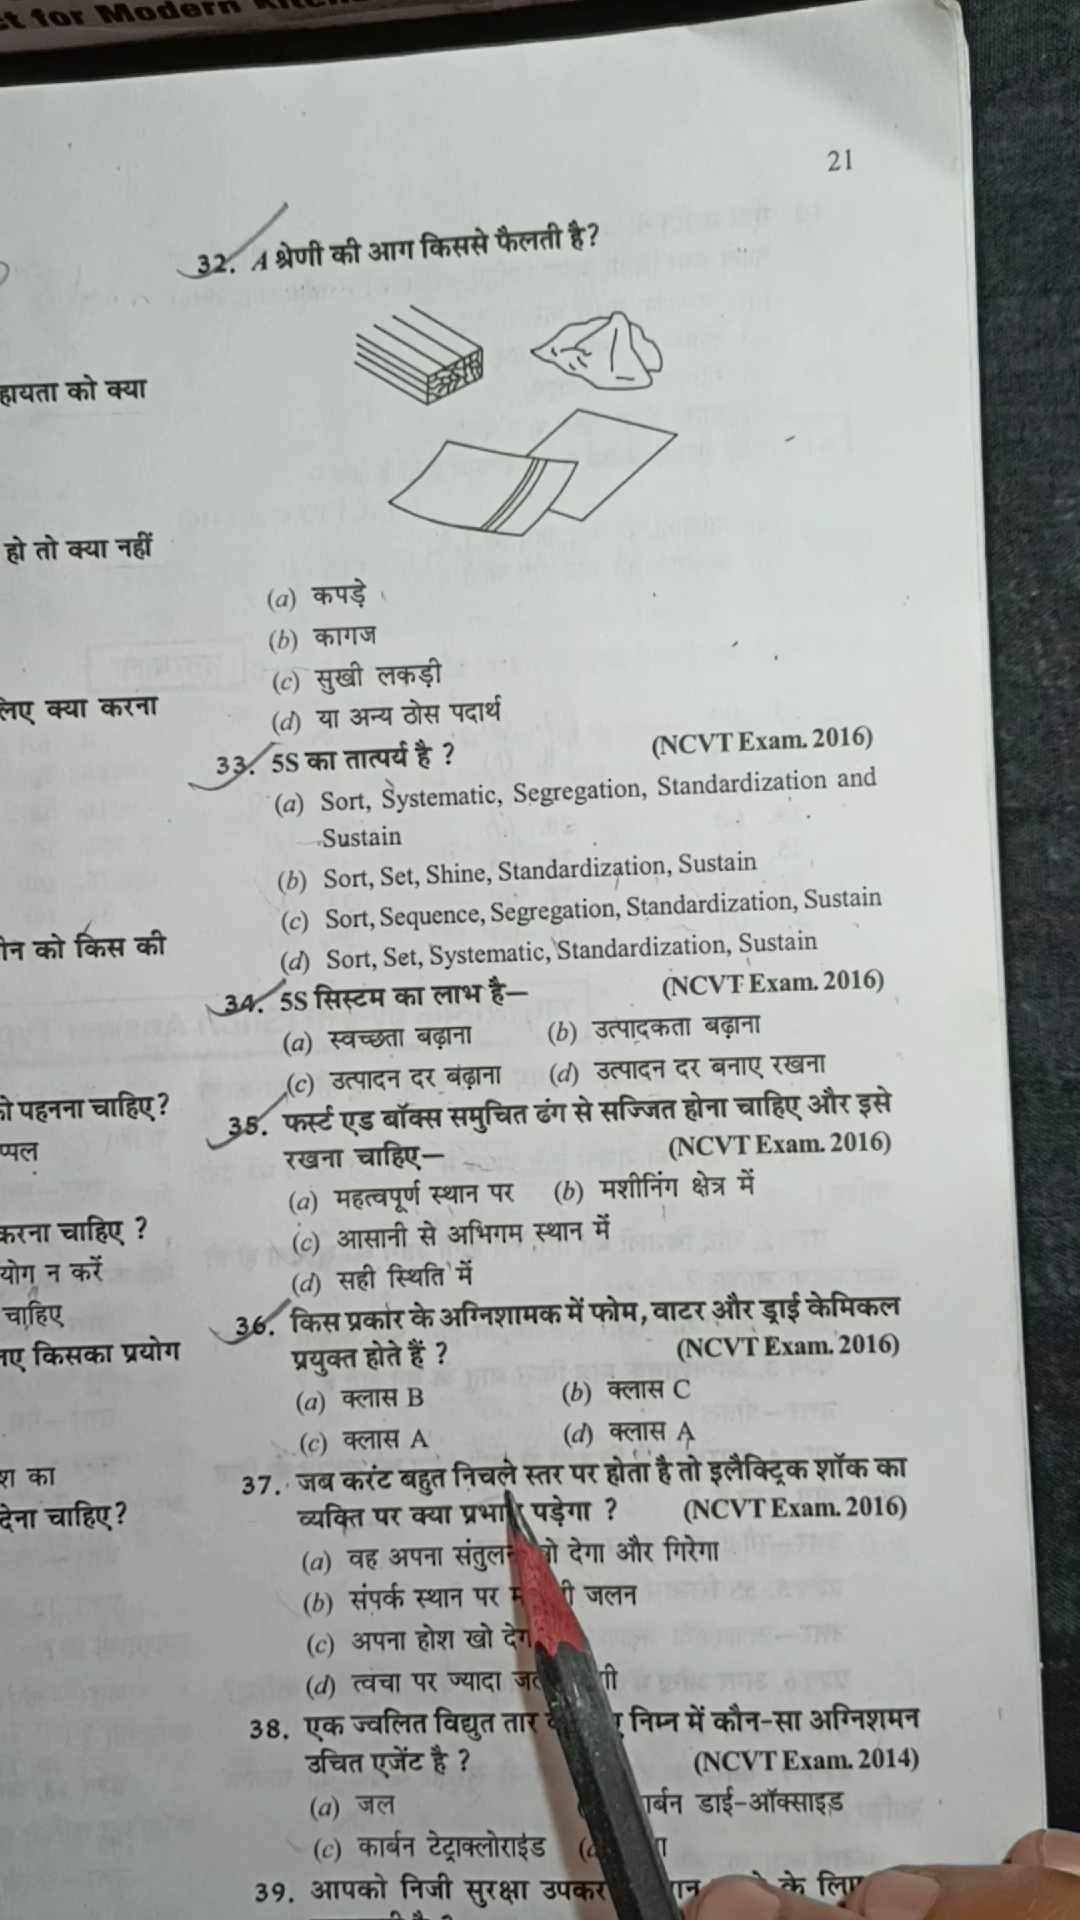 t for Modern
21
32. A श्रेणी की आग किससे फैलती है?
हायता को क्या
हो तो क्या नहीं
(a) कपड़े
(b) कागज
(c) सुखी लकड़ी
लिए क्या करना
(d) या अन्य ठोस पदार्थ
33. 5S का तात्पर्य है ? (NCVT Exam. 2016)
(a) Sort, Systematic, Segregation, Standardization and
Sustain
(b) Sort, Set, Shine, Standardization, Sustain
(c) Sort, Sequence, Segregation, Standardization, Sustain
को किस की
(d) Sort, Set, Systematic, Standardization, Sustain
34. 5S सिस्टम का लाभ है— (NCVT Exam. 2016)
(a) स्वच्छता बढ़ाना (b) उत्पादकता बढ़ाना
(c) उत्पादन दर बढ़ाना (d) उत्पादन दर बनाए रखना
पहनना चाहिए?
35. फर्स्ट एड बॉक्स समुचित ढंग से सज्जित होना चाहिए और इसे
प्पल
रखना चाहिए— (NCVT Exam. 2016)
(a) महत्वपूर्ण स्थान पर (b) मशीनिंग क्षेत्र में
करना चाहिए ?
(c) आसानी से अभिगम स्थान में
योग न करें
(d) सही स्थिति में
चाहिए
36. किस प्रकार के अग्निशामक में फोम, वाटर और ड्राई केमिकल
किसका प्रयोग
प्रयुक्त होते हैं ? (NCVT Exam. 2016)
(a) क्लास B (b) क्लास C
(c) क्लास A (d) क्लास A
श का
37. जब करंट बहुत निचले स्तर पर होता है तो इलैक्ट्रिक शॉक का
देना चाहिए?
व्यक्ति पर क्या पड़ेगा ? (NCVT Exam. 2016)
(a) वह अपना देगा और गिरेगा
(b) संपर्क स्थान पर जलन
(c) अपना होश खो
(d) त्वचा पर ज्यादा
38. एक ज्वलित विद्युत तार निम्न में कौन-सा अग्निशमन
उचित एजेंट है ? (NCVT Exam. 2014)
(a) जल डाई-ऑक्साइड
(c) कार्बन टेट्राक्लोराईड
39. आपको निजी सुरक्षा के